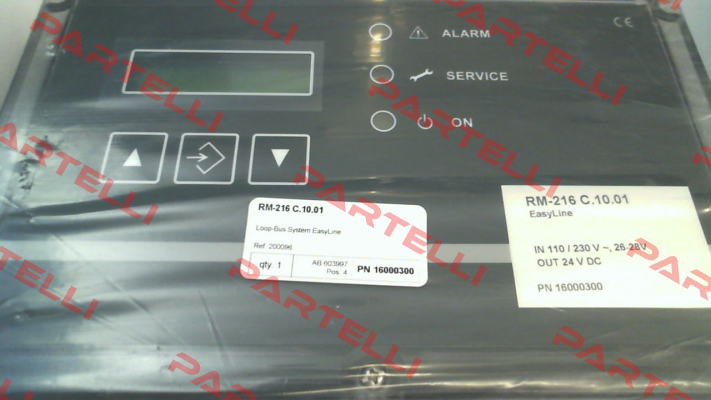 ALARM
SERVICE
ON
CE
RM-216 C.10.01
Loop-Bus System EasyLine
Ref. 200096
qty. 1
AB 603997
Pos. 4
PN 16000300
RM-216 C.10.01
EasyLine
IN 110 / 230 V ~, 26-28V
OUT 24 V DC
PN 16000300
PARTELLI
PARTELLI
PARTELLI
PARTELLI
PARTELLI
PARTELLI
PARTELLI